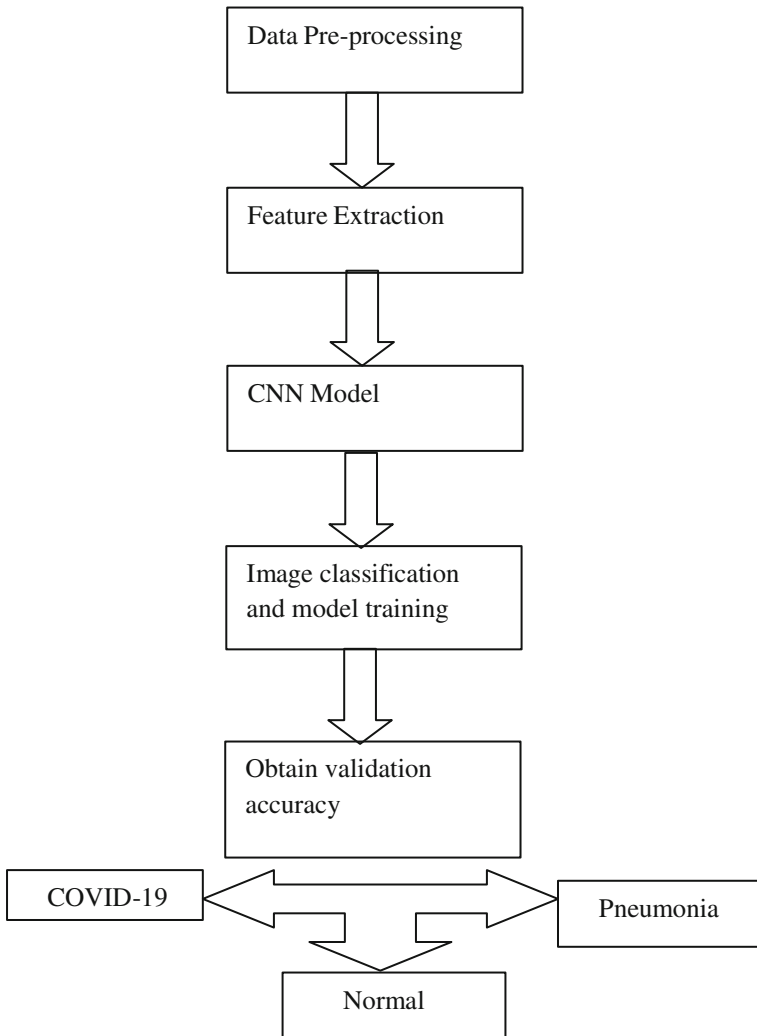 Data Pre-processing
Feature Extraction
CNN Model
Image classification
and model training
Obtain validation
accuracy
COVID-19
Pneumonia
Normal